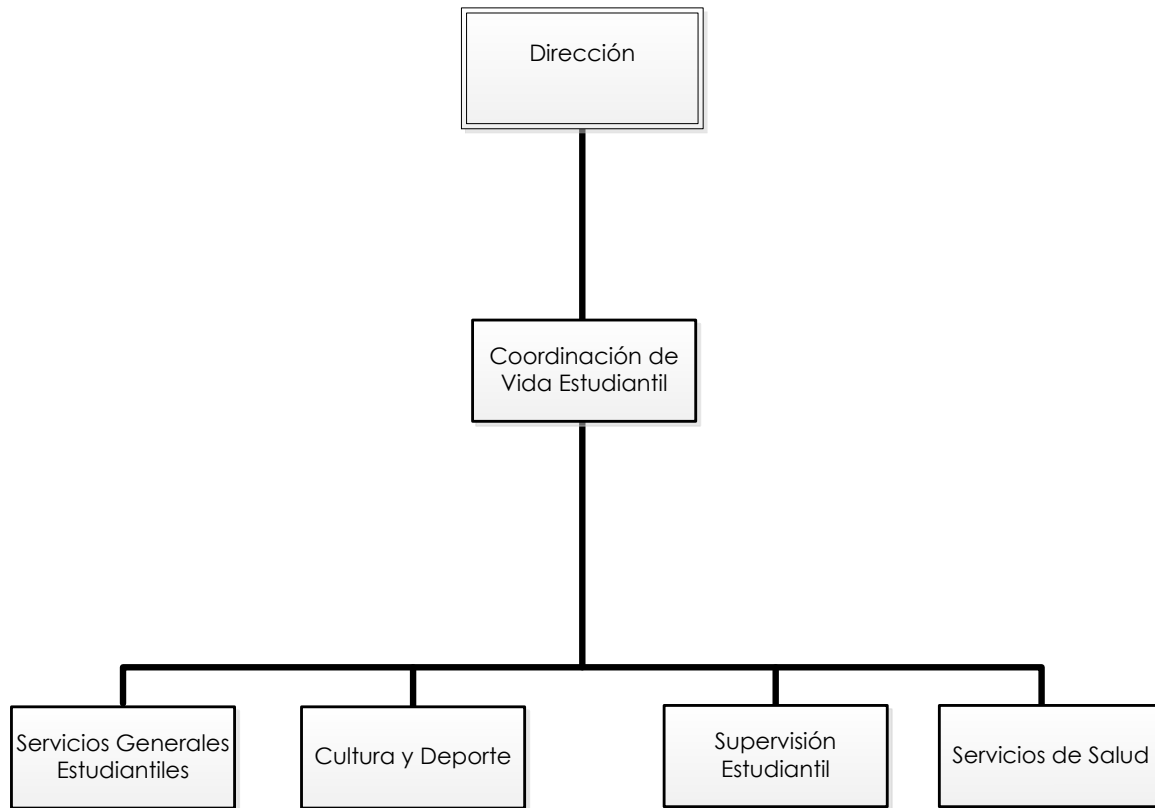 Dirección
Coordinación de
Vida Estudiantil
Servicios Generales
Estudiantiles
Cultura y Deporte
Supervisión
Estudiantil
Servicios de Salud